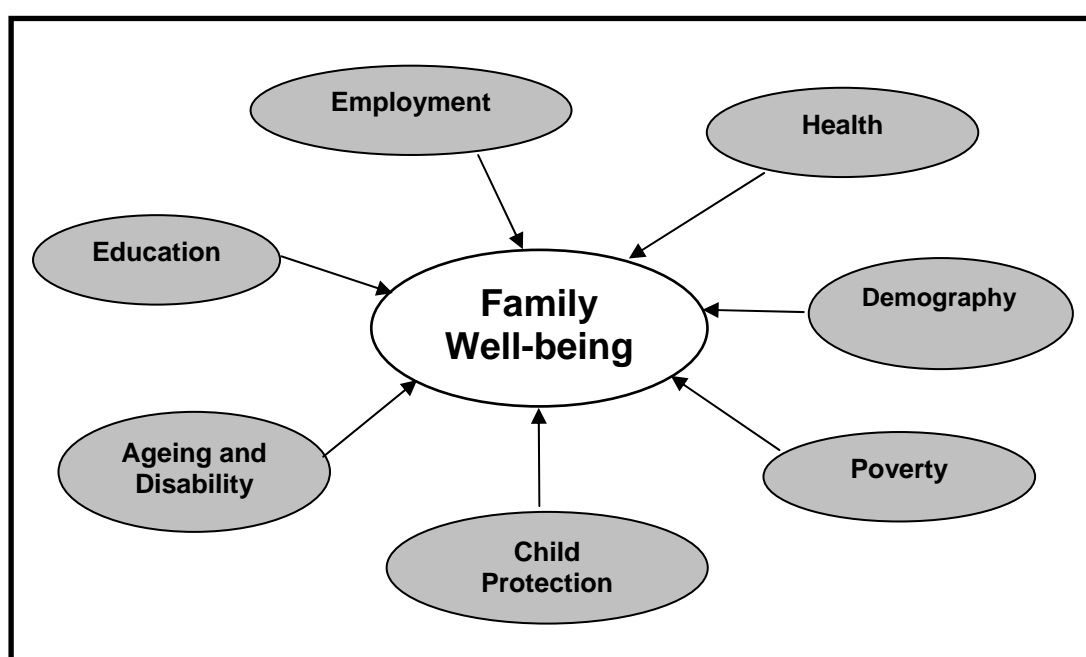 Employment
Health
Education
Family
Well-being
Demography
Ageing and
Disability
Poverty
Child
Protection